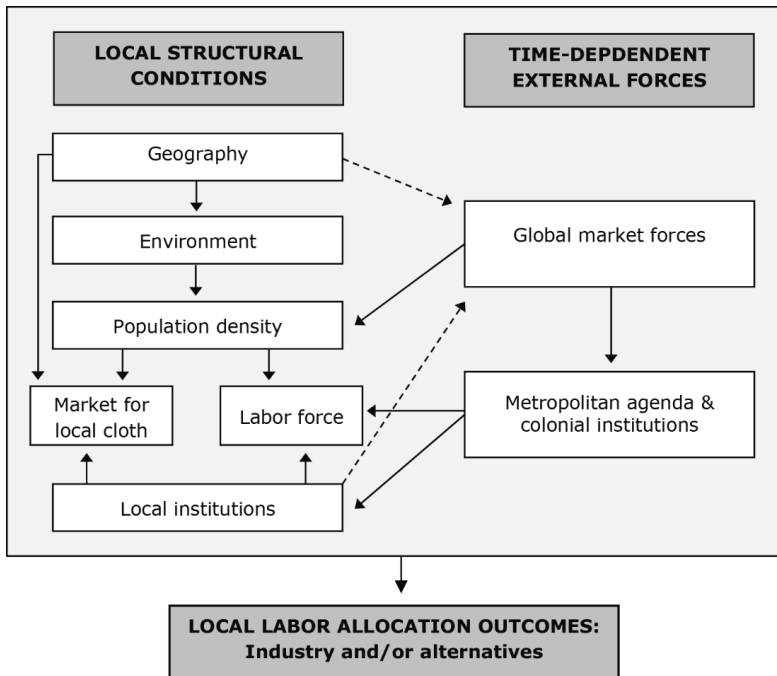 LOCAL STRUCTURAL
CONDITIONS
TIME-DEPDENDENT
EXTERNAL FORCES
Geography
Environment
Global market forces
Population density
Market for
local cloth
Labor force
Metropolitan agenda &
colonial institutions
Local institutions
LOCAL LABOR ALLOCATION OUTCOMES:
Industry and/or alternatives